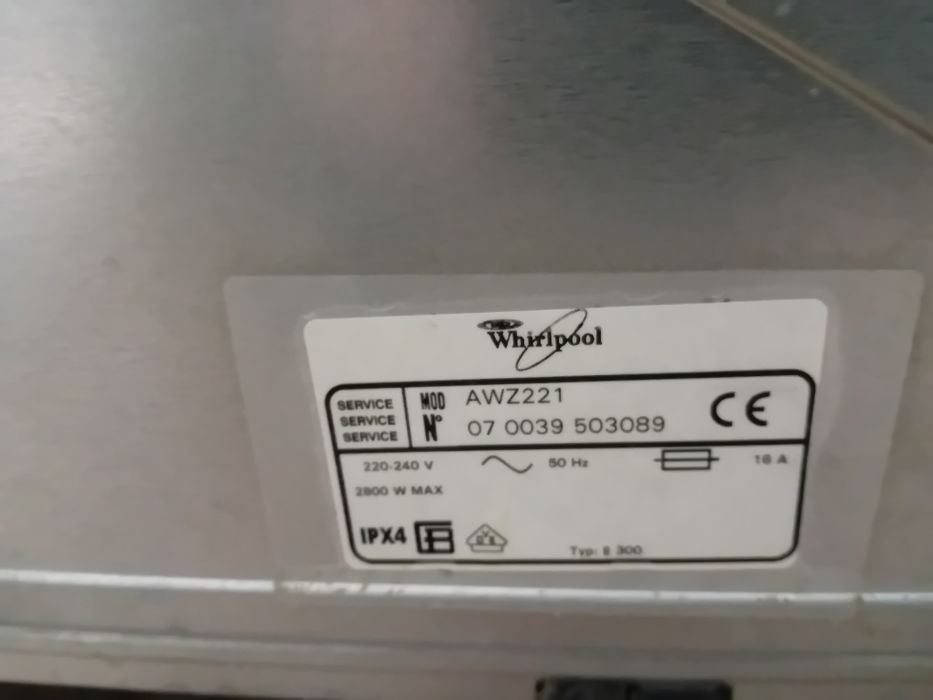 Whirlpool
SERVICE MOD AWZ221
SERVICE
SERVICE N° 07 0039 503089
CE
220-240 V 50 Hz 16 A
2800 W MAX
IPX4
Typ: E 300